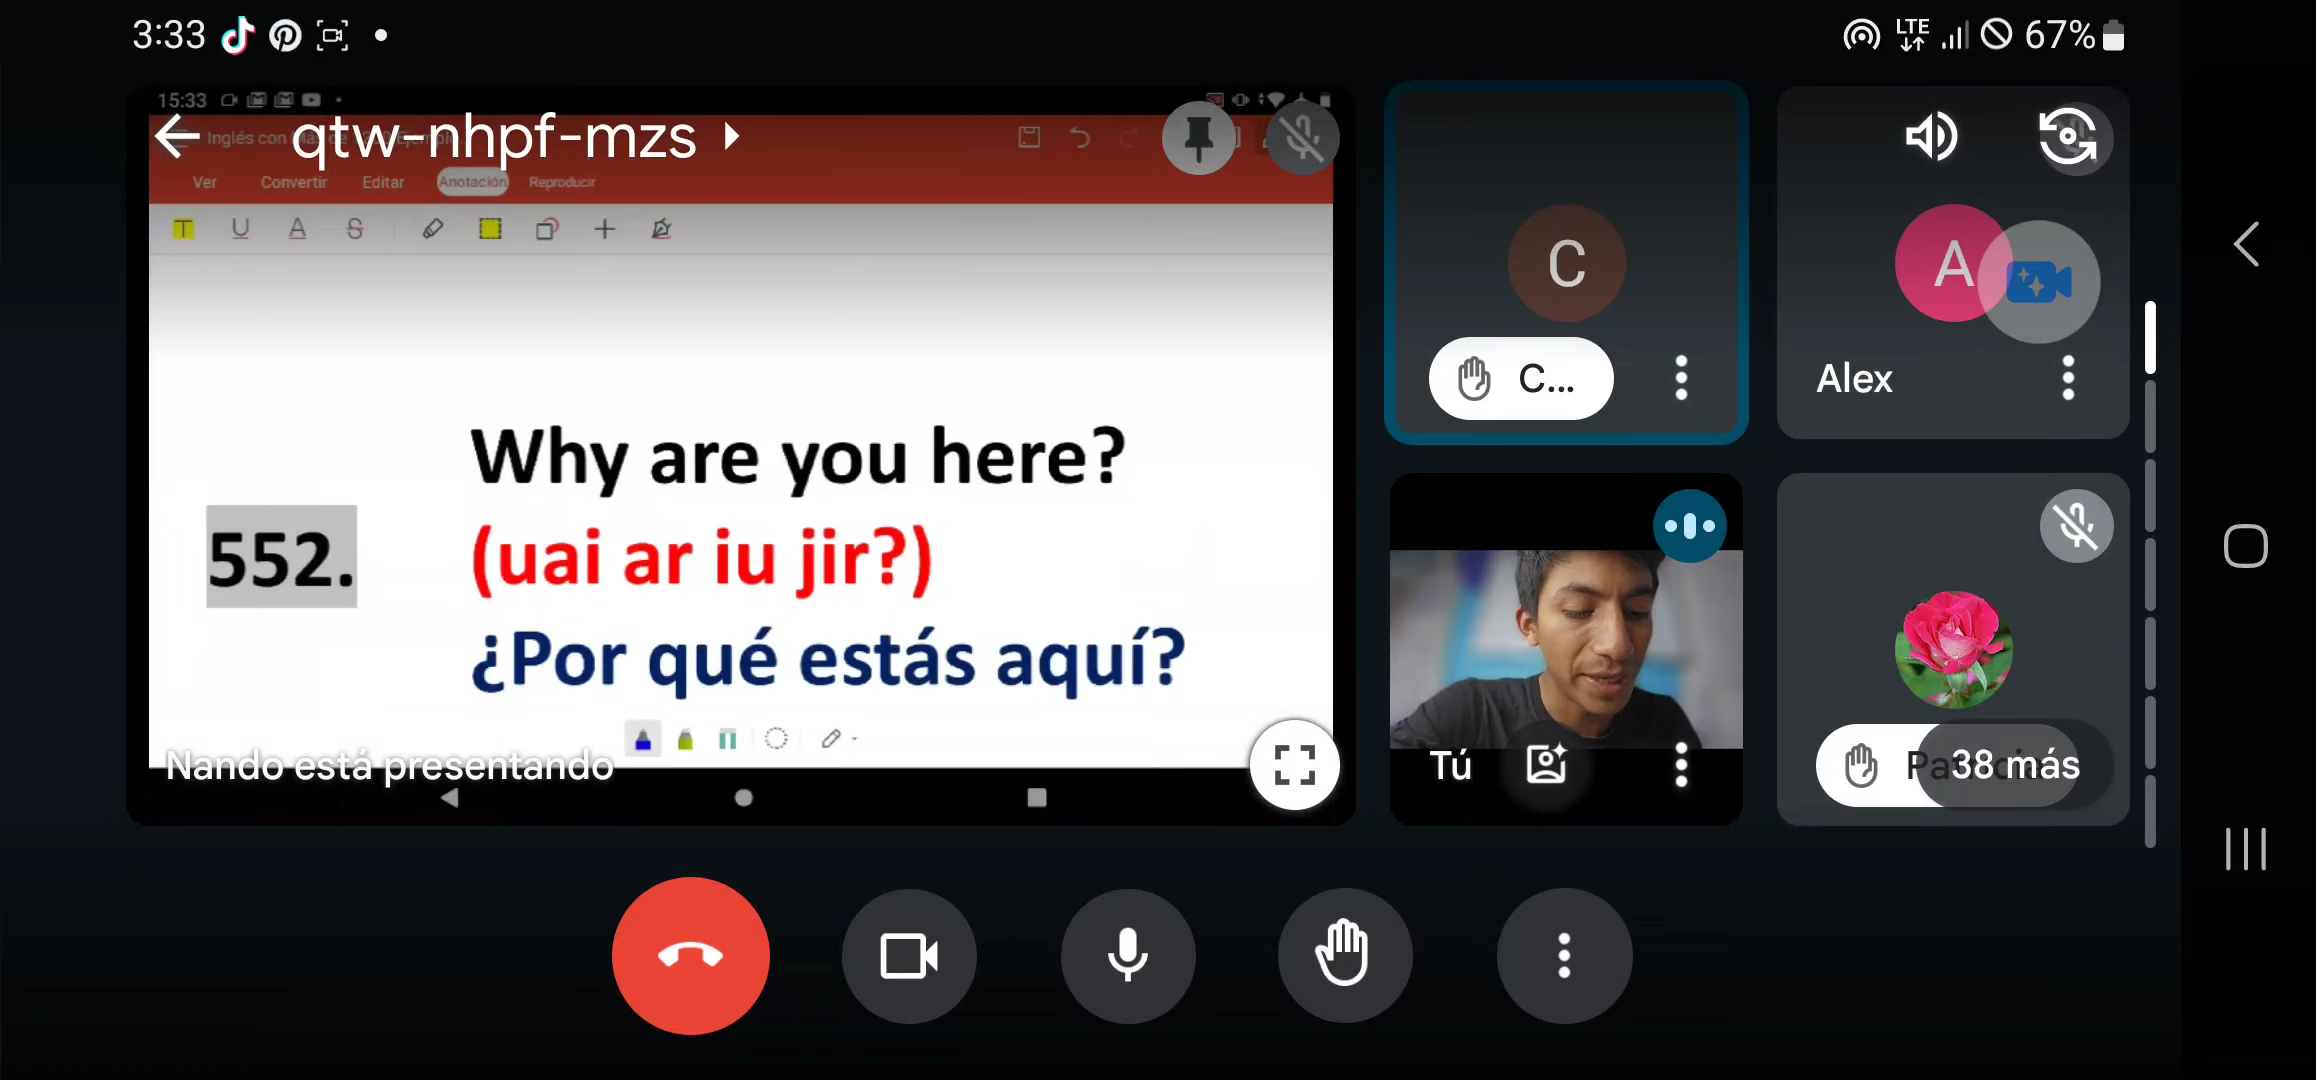 3:33
LTE
67%
15:33
qtw-nhpf-mzs
Inglés con
Ver
Convertir
Editar
Anotación
Reproducir
T U A S
552.
Why are you here?
(uai ar iu jir?)
¿Por qué estás aquí?
Nando está presentando
C
C...
A
Alex
Tú
38 más